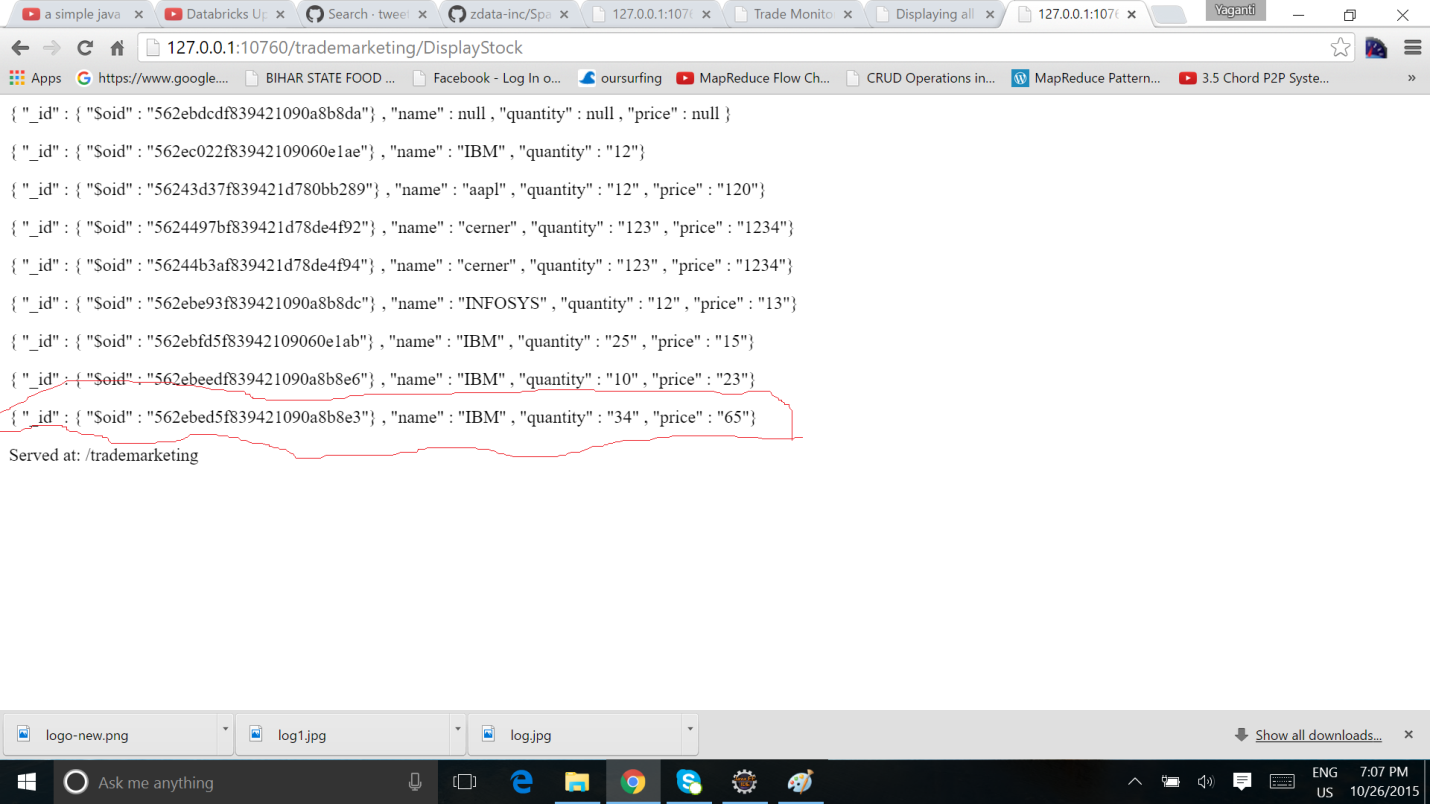 a simple java
Databricks Up
Search · tweet
zdata-inc/Spa
127.0.0.1:1076
Trade Monito
Displaying all
127.0.0.1:1076
Yaganti
127.0.0.1:10760/trademarketing/DisplayStock
Apps
https://www.google....
BIHAR STATE FOOD ...
Facebook - Log In o...
oursurfing
MapReduce Flow Ch...
CRUD Operations in...
MapReduce Pattern...
3.5 Chord P2P Syste...
»
{ "_id" : { "$oid" : "562ebdcdf839421090a8b8da"} , "name" : null , "quantity" : null , "price" : null }
{ "_id" : { "$oid" : "562ec022f83942109060e1ae"} , "name" : "IBM" , "quantity" : "12"}
{ "_id" : { "$oid" : "56243d37f839421d780bb289"} , "name" : "aapl" , "quantity" : "12" , "price" : "120"}
{ "_id" : { "$oid" : "5624497bf839421d78de4f92"} , "name" : "cerner" , "quantity" : "123" , "price" : "1234"}
{ "_id" : { "$oid" : "56244b3af839421d78de4f94"} , "name" : "cerner" , "quantity" : "123" , "price" : "1234"}
{ "_id" : { "$oid" : "562ebe93f839421090a8b8dc"} , "name" : "INFOSYS" , "quantity" : "12" , "price" : "13"}
{ "_id" : { "$oid" : "562ebfd5f83942109060e1ab"} , "name" : "IBM" , "quantity" : "25" , "price" : "15"}
{ "_id" : { "$oid" : "562ebeedf839421090a8b8e6"} , "name" : "IBM" , "quantity" : "10" , "price" : "23"}
{ "_id" : { "$oid" : "562ebed5f839421090a8b8e3"} , "name" : "IBM" , "quantity" : "34" , "price" : "65"}
Served at: /trademarketing
logo-new.png
log1.jpg
log.jpg
Show all downloads...
Ask me anything
ENG
US
7:07 PM
10/26/2015